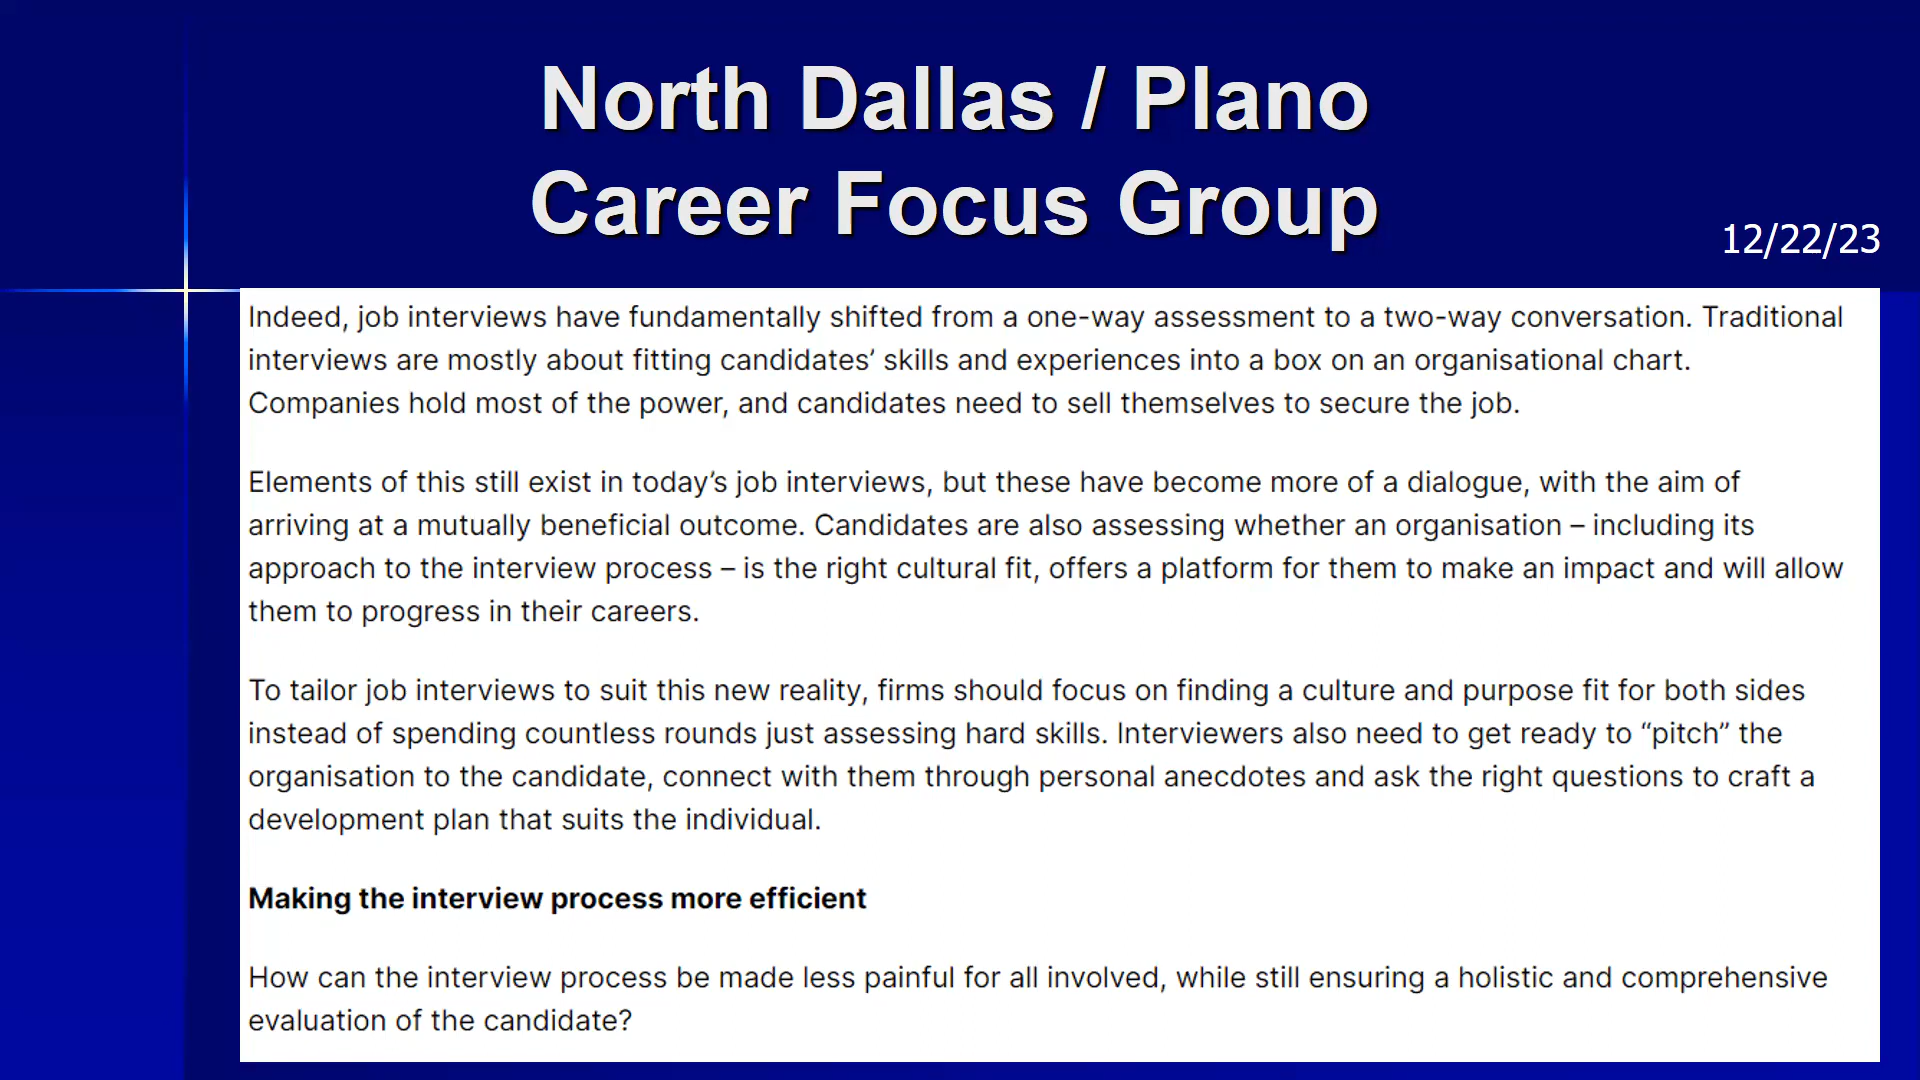 North Dallas / Plano
Career Focus Group
12/22/23
Indeed, job interviews have fundamentally shifted from a one-way assessment to a two-way conversation. Traditional
interviews are mostly about fitting candidates’ skills and experiences into a box on an organisational chart.
Companies hold most of the power, and candidates need to sell themselves to secure the job.
Elements of this still exist in today’s job interviews, but these have become more of a dialogue, with the aim of
arriving at a mutually beneficial outcome. Candidates are also assessing whether an organisation – including its
approach to the interview process – is the right cultural fit, offers a platform for them to make an impact and will allow
them to progress in their careers.
To tailor job interviews to suit this new reality, firms should focus on finding a culture and purpose fit for both sides
instead of spending countless rounds just assessing hard skills. Interviewers also need to get ready to “pitch” the
organisation to the candidate, connect with them through personal anecdotes and ask the right questions to craft a
development plan that suits the individual.
Making the interview process more efficient
How can the interview process be made less painful for all involved, while still ensuring a holistic and comprehensive
evaluation of the candidate?